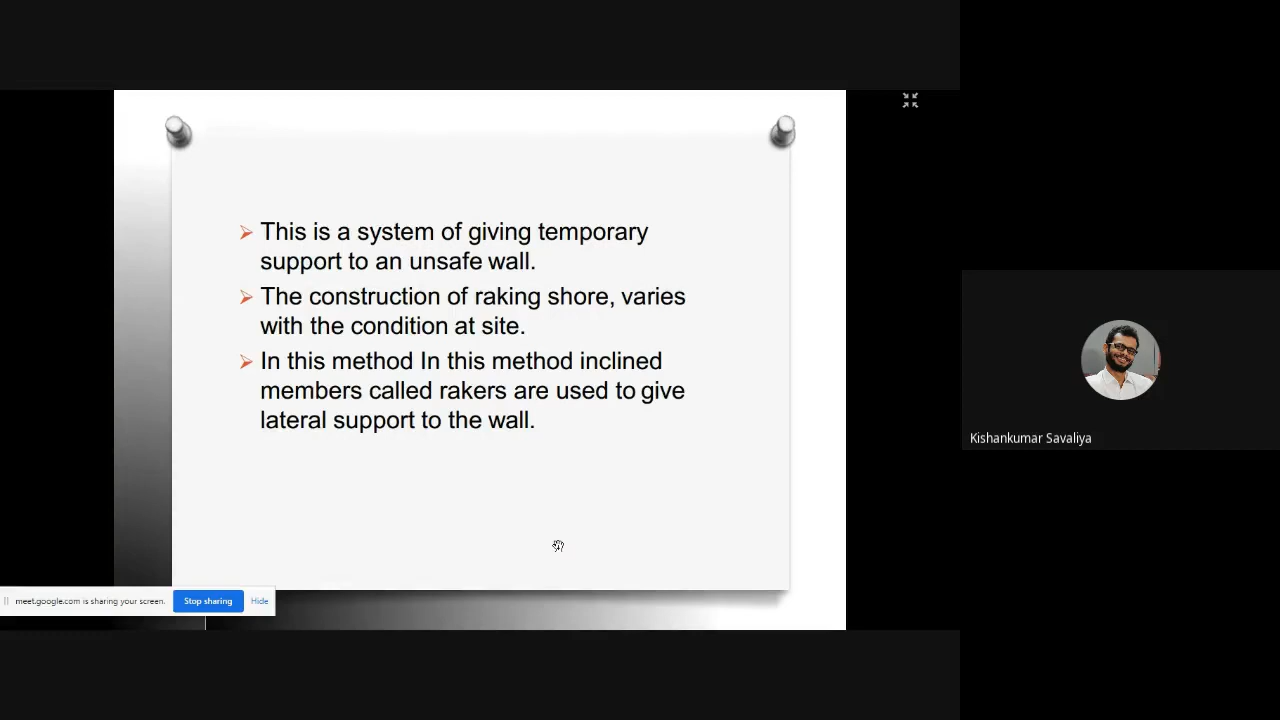 This is a system of giving temporary
support to an unsafe wall.
The construction of raking shore, varies
with the condition at site.
In this method In this method inclined
members called rakers are used to give
lateral support to the wall.
Kishankumar Savaliya
meet.google.com is sharing your screen.
Stop sharing
Hide